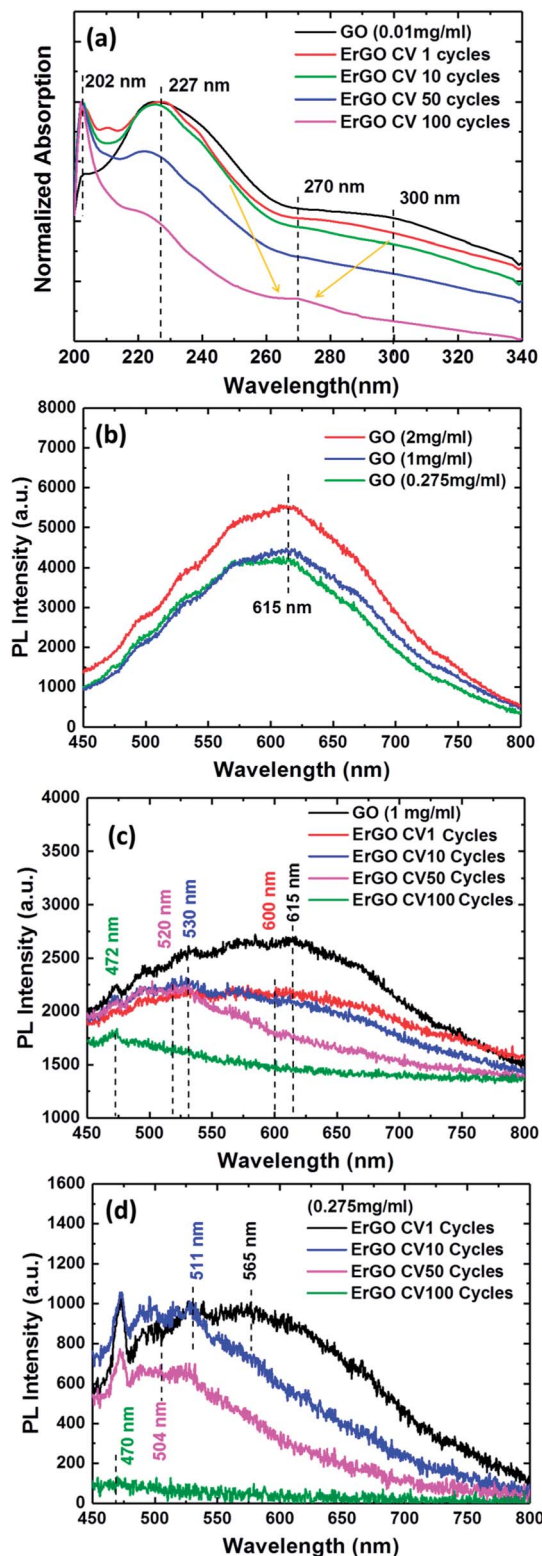 (a)
GO (0.01mg/ml)
ErGO CV 1 cycles
ErGO CV 10 cycles
ErGO CV 50 cycles
ErGO CV 100 cycles
202 nm
227 nm
270 nm
300 nm
Normalized Absorption
200 220 240 260 280 300 320 340
Wavelength(nm)
(b)
GO (2mg/ml)
GO (1mg/ml)
GO (0.275mg/ml)
615 nm
PL Intensity (a.u.)
8000
7000
6000
5000
4000
3000
2000
1000
0
450 500 550 600 650 700 750 800
Wavelength (nm)
(c)
GO (1 mg/ml)
ErGO CV1 Cycles
ErGO CV10 Cycles
ErGO CV50 Cycles
ErGO CV100 Cycles
472 nm
520 nm
530 nm
600 nm
615 nm
PL Intensity (a.u.)
4000
3500
3000
2500
2000
1500
1000
450 500 550 600 650 700 750 800
Wavelength (nm)
(d)
(0.275mg/ml)
ErGO CV1 Cycles
ErGO CV10 Cycles
ErGO CV50 Cycles
ErGO CV100 Cycles
511 nm
565 nm
470 nm
504 nm
PL Intensity (a.u.)
1600
1400
1200
1000
800
600
400
200
0
450 500 550 600 650 700 750 800
Wavelength (nm)